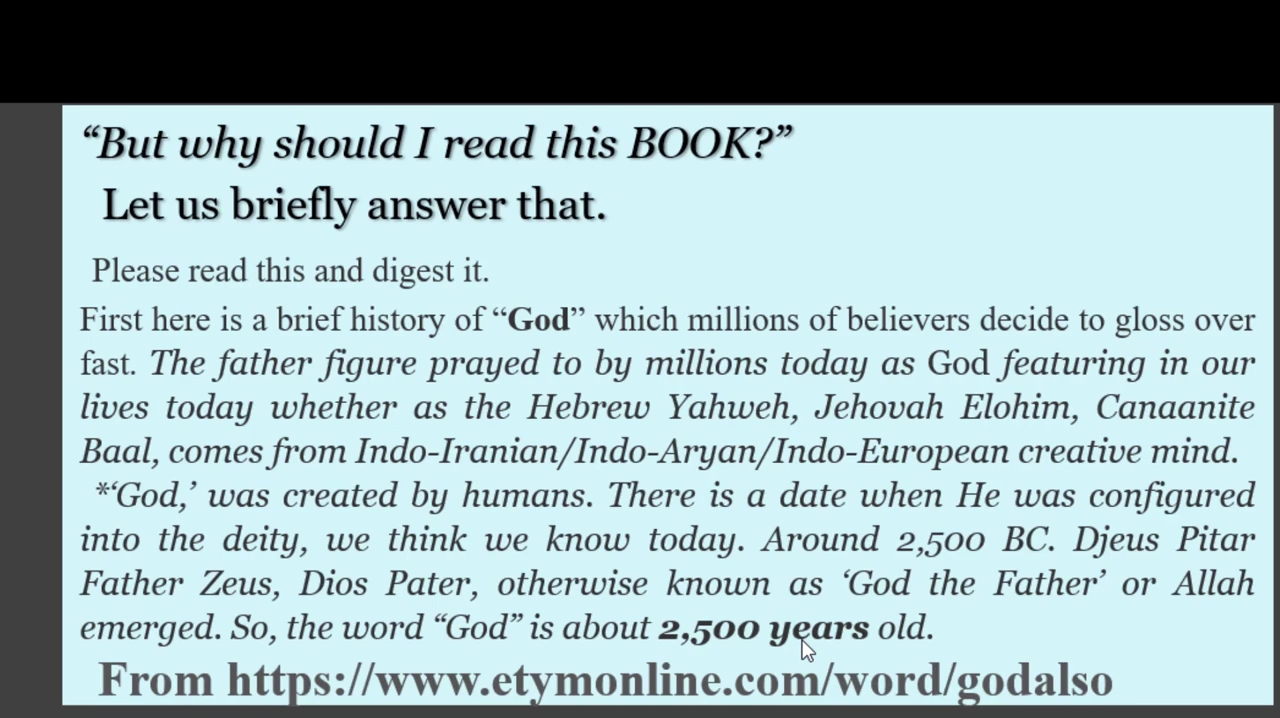 “But why should I read this BOOK?”
Let us briefly answer that.
Please read this and digest it.
First here is a brief history of “God” which millions of believers decide to gloss over
fast. The father figure prayed to by millions today as God featuring in our
lives today whether as the Hebrew Yahweh, Jehovah Elohim, Canaanite
Baal, comes from Indo-Iranian/Indo-Aryan/Indo-European creative mind.
*‘God,’ was created by humans. There is a date when He was configured
into the deity, we think we know today. Around 2,500 BC. Djeus Pitar
Father Zeus, Dios Pater, otherwise known as ‘God the Father’ or Allah
emerged. So, the word “God” is about 2,500 years old.
From https://www.etymonline.com/word/godalso